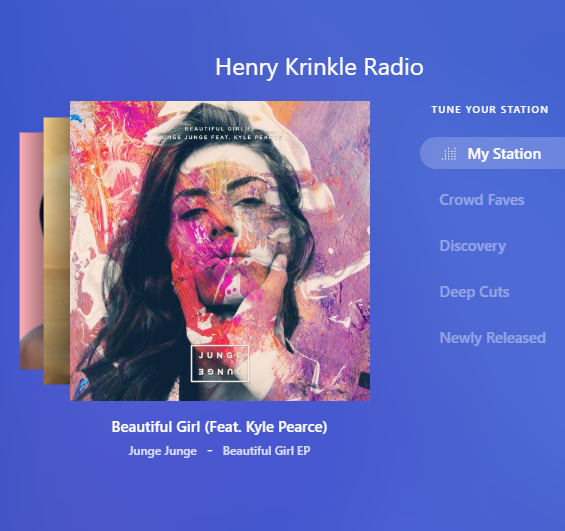 Henry Krinkle Radio
TUNE YOUR STATION
My Station
Crowd Faves
Discovery
Deep Cuts
Newly Released
BEAUTIFUL GIRL EP
JUNGE JUNGE FEAT. KYLE PEARCE
JUNGE
JUNGE
Beautiful Girl (Feat. Kyle Pearce)
Junge Junge - Beautiful Girl EP